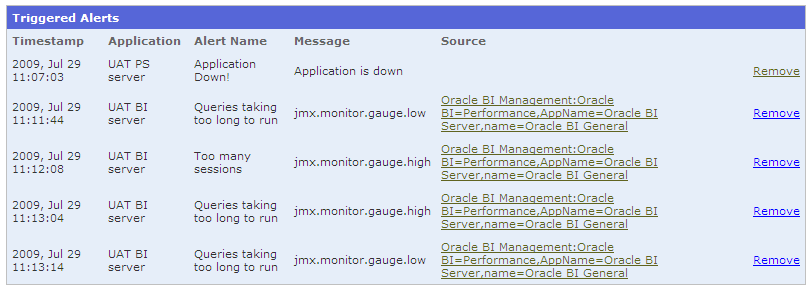 Triggered Alerts
Timestamp Application Alert Name Message Source
2009, Jul 29 UAT PS Application
11:07:03 server Down! Application is down Remove
2009, Jul 29 UAT BI Queries taking jmx.monitor.gauge.low Oracle BI Management:Oracle
11:11:44 server too long to run BI=Performance,AppName=Oracle BI Remove
Server,name=Oracle BI General
2009, Jul 29 UAT BI Too many jmx.monitor.gauge.high Oracle BI Management:Oracle
11:12:08 server sessions BI=Performance,AppName=Oracle BI Remove
Server,name=Oracle BI General
2009, Jul 29 UAT BI Queries taking jmx.monitor.gauge.high Oracle BI Management:Oracle
11:13:04 server too long to run BI=Performance,AppName=Oracle BI Remove
Server,name=Oracle BI General
2009, Jul 29 UAT BI Queries taking jmx.monitor.gauge.low Oracle BI Management:Oracle
11:13:14 server too long to run BI=Performance,AppName=Oracle BI Remove
Server,name=Oracle BI General